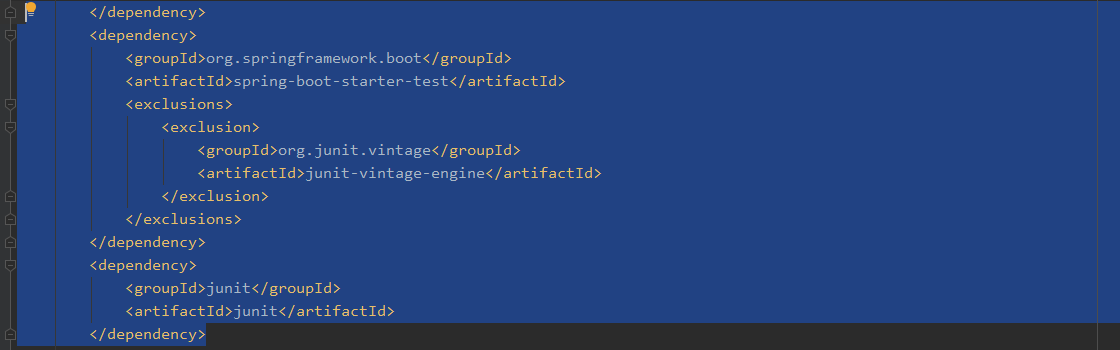 </dependency>
<dependency>
<groupId>org.springframework.boot</groupId>
<artifactId>spring-boot-starter-test</artifactId>
<exclusions>
<exclusion>
<groupId>org.junit.vintage</groupId>
<artifactId>junit-vintage-engine</artifactId>
</exclusion>
</exclusions>
</dependency>
<dependency>
<groupId>junit</groupId>
<artifactId>junit</artifactId>
</dependency>